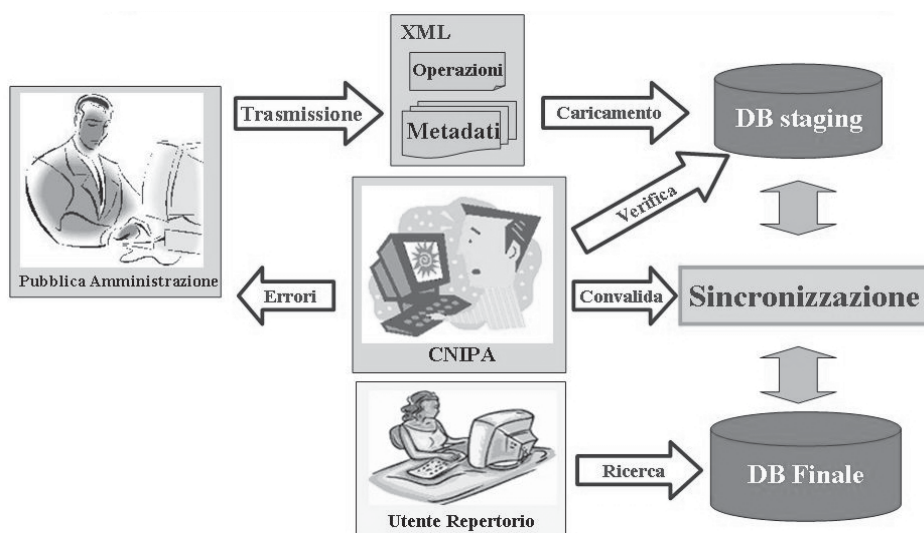 XML
Operazioni
Metadati
Trasmissione
Caricamento
DB staging
Pubblica Amministrazione
Verifica
Errori
CNIPA
Convalida
Sincronizzazione
Utente Repertorio
Ricerca
DB Finale